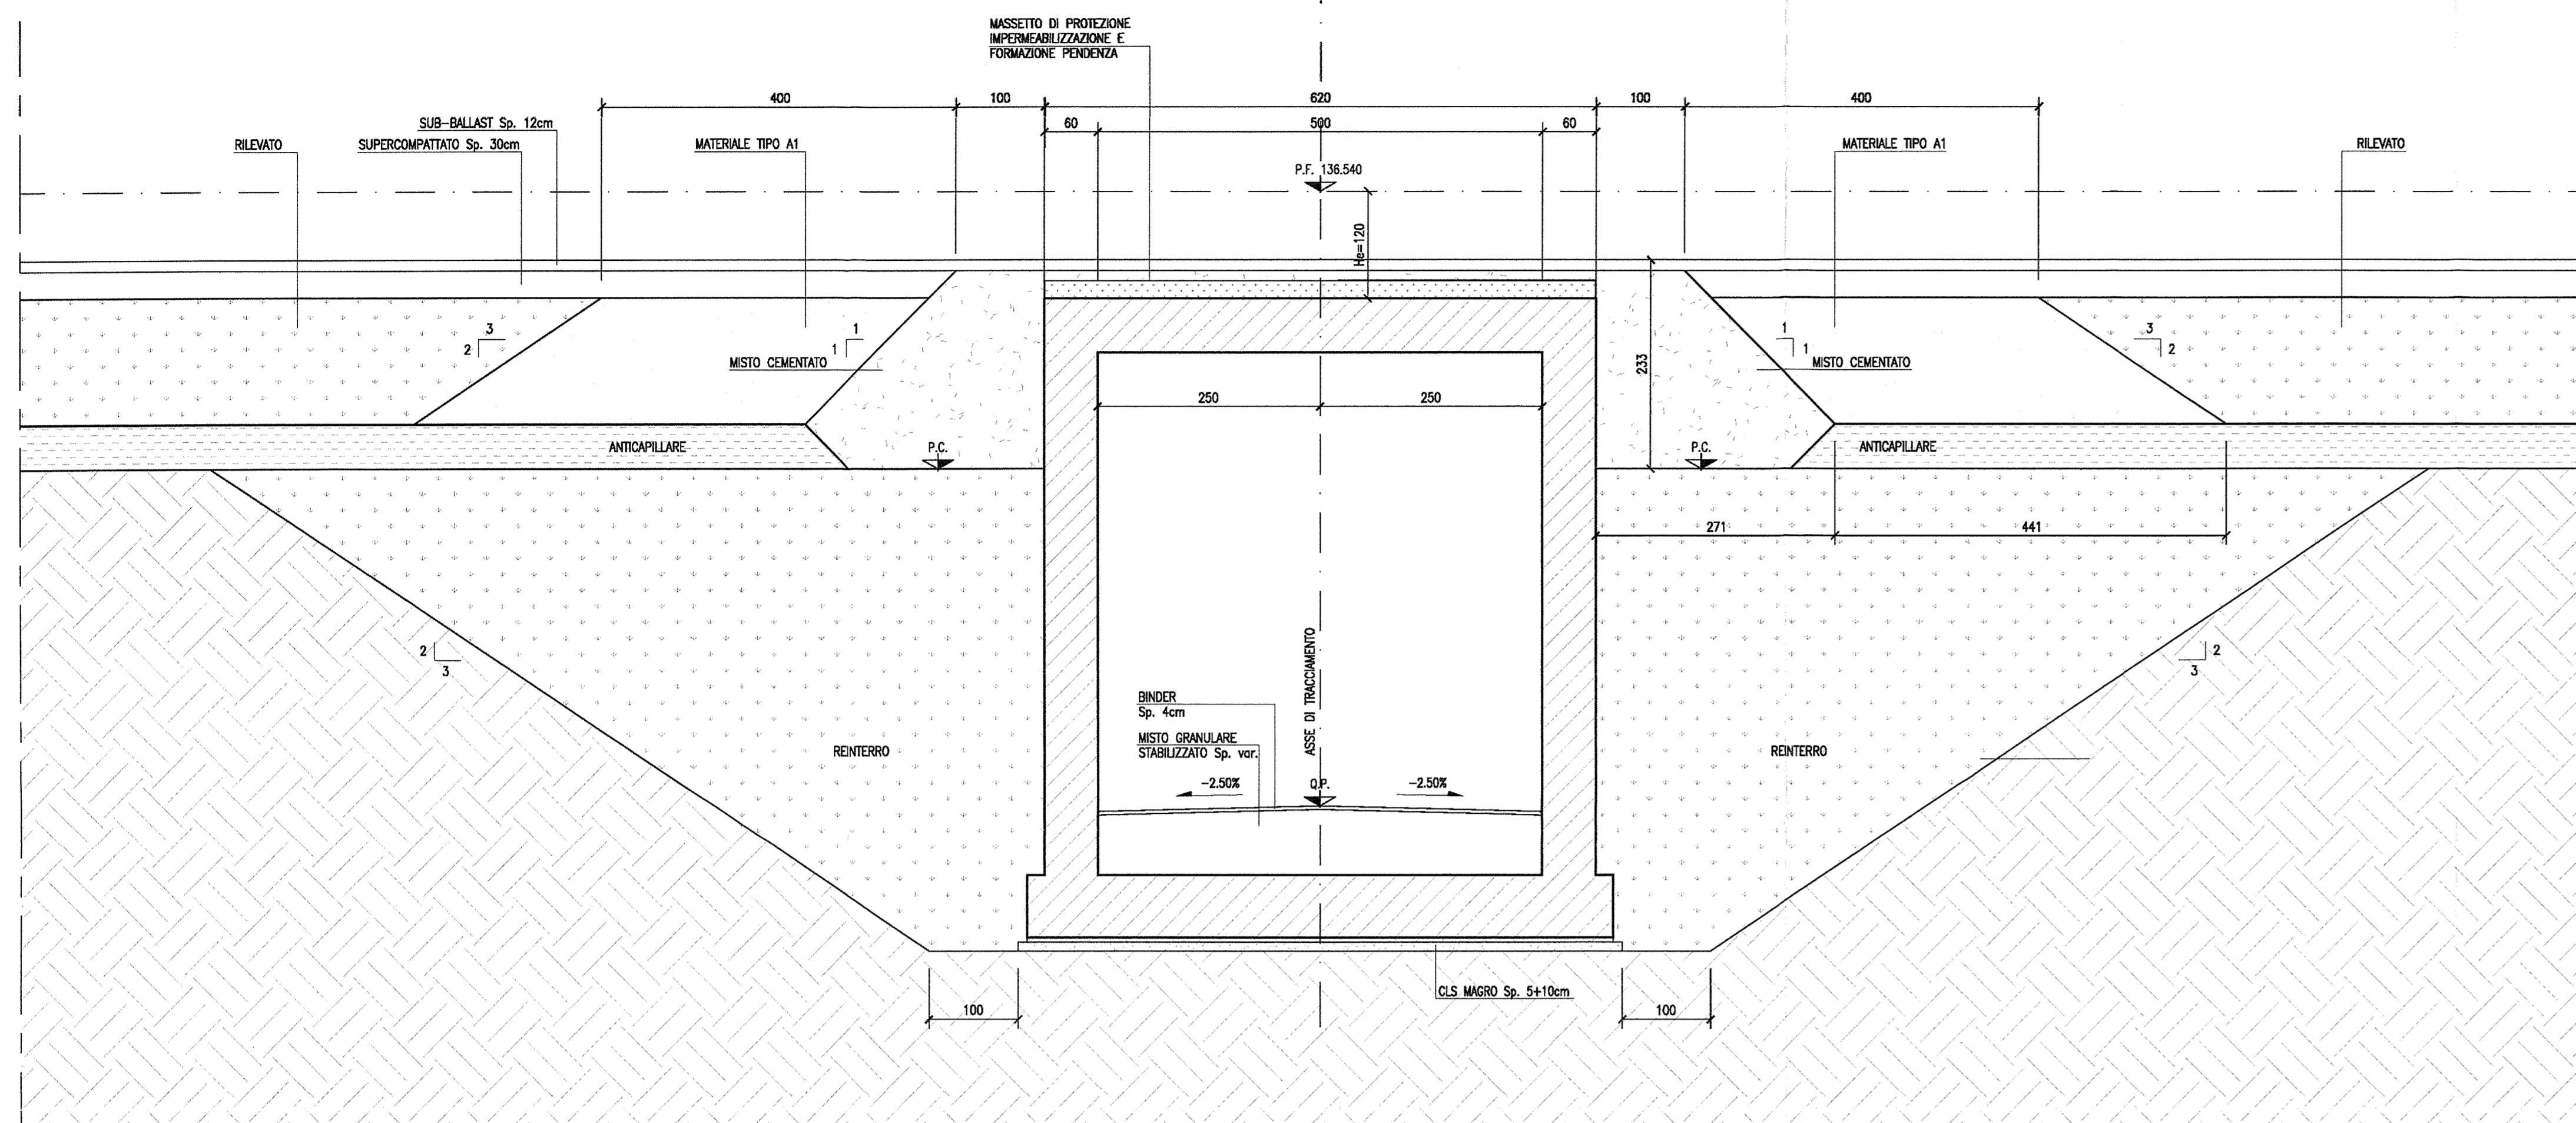 MASSETTO DI PROTEZIONE
IMPERMEABILIZZAZIONE E
FORMAZIONE PENDENZA
400
100
620
100
400
SUB-BALLAST Sp. 12cm
60
500
60
RILEVATO
SUPERCOMPATTATO Sp. 30cm
MATERIALE TIPO A1
MATERIALE TIPO A1
RILEVATO
P.F. 136.540
He=120
3
2
1
1
MISTO CEMENTATO
233
1
1
MISTO CEMENTATO
3
2
250
250
ANTICAPILLARE
P.C.
P.C.
ANTICAPILLARE
271
441
2
3
ASSE DI TRACCIAMENTO
2
3
BINDER
Sp. 4cm
MISTO GRANULARE
STABILIZZATO Sp. var.
REINTERRO
REINTERRO
-2.50%
Q.P.
-2.50%
CLS MAGRO Sp. 5+10cm
100
100